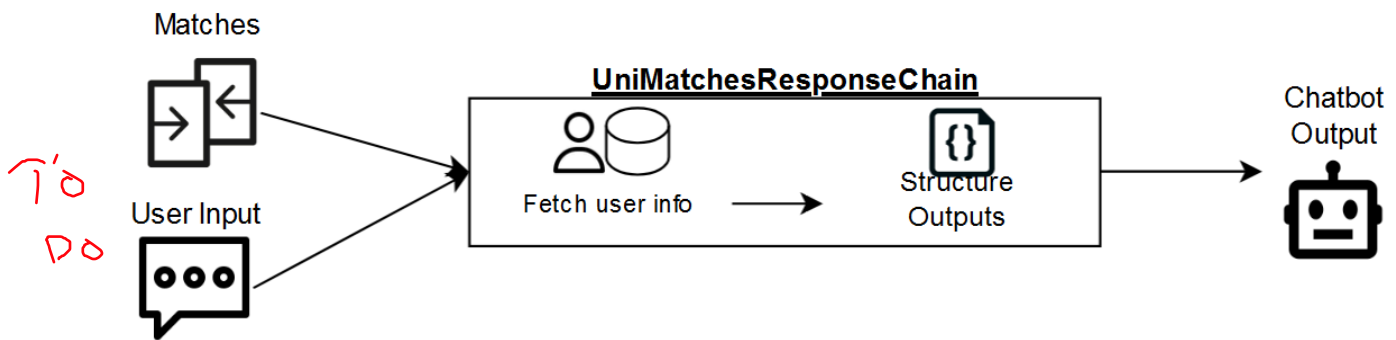 Matches
UniMatchesResponseChain
Chatbot
Output
TO
DO
User Input
Fetch user info
Structure
Outputs
{}